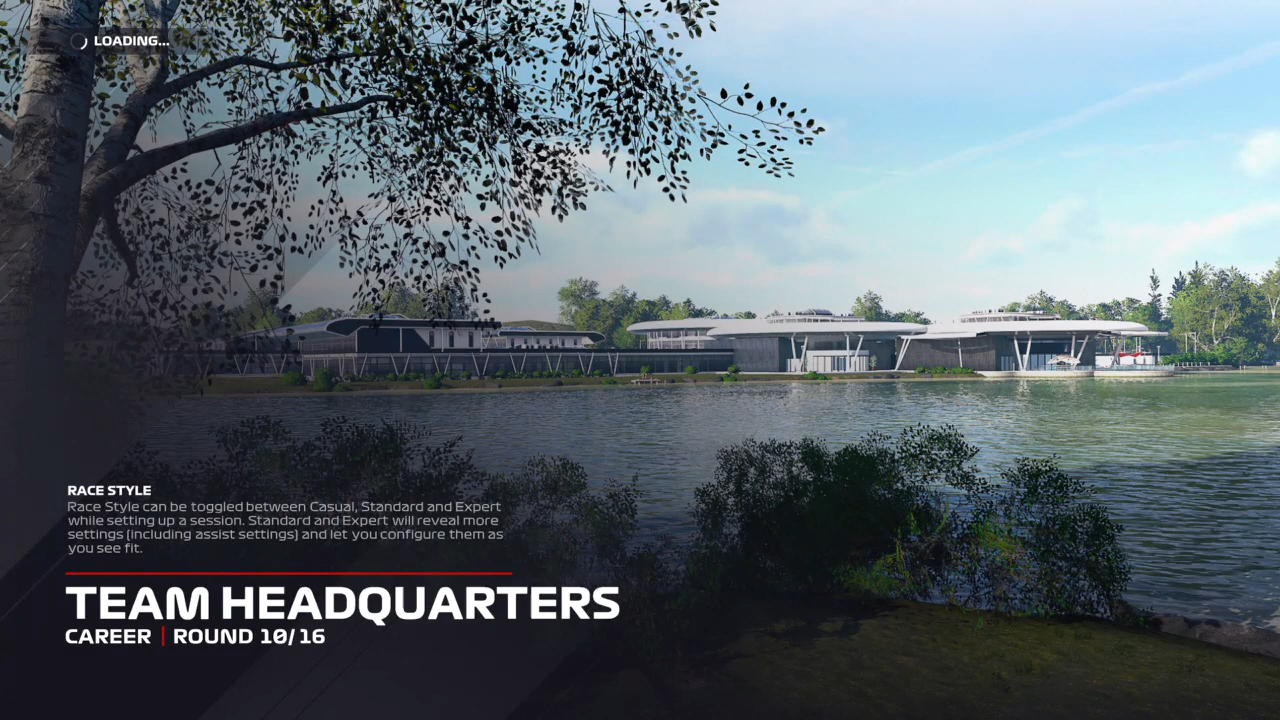 LOADING...
RACE STYLE
Race Style can be toggled between Casual, Standard and Expert
while setting up a session. Standard and Expert will reveal more
settings (including assist settings) and let you configure them as
you see fit.
TEAM HEADQUARTERS
CAREER | ROUND 10/16